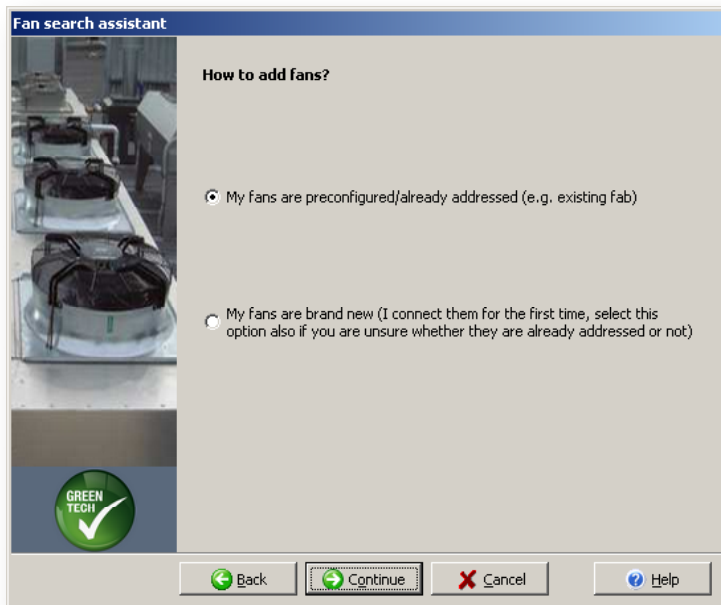 Fan search assistant
How to add fans?
My fans are preconfigured/already addressed (e.g. existing fab)
My fans are brand new (I connect them for the first time, select this
option also if you are unsure whether they are already addressed or not)
GREEN
TECH
Back
Continue
Cancel
Help